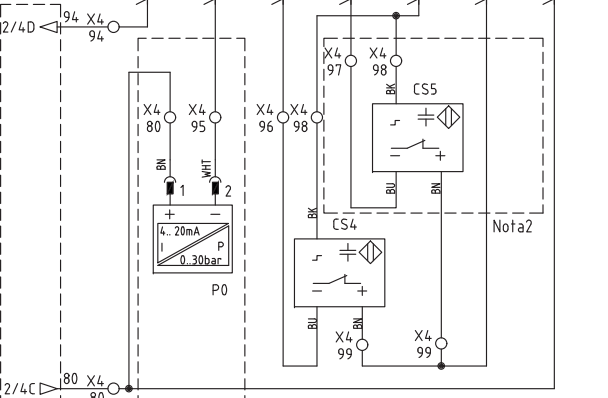 2/4D
94
X4
94
X4
97
X4
98
CS5
BK
X4
80
X4
95
X4
96
X4
98
BN
WHT
1
2
BU
BN
+
-
-
+
4.. 20mA
I
P
0..30bar
P0
BK
CS4
Nota2
-
+
BU
BN
X4
99
X4
99
2/4C
80
X4
80